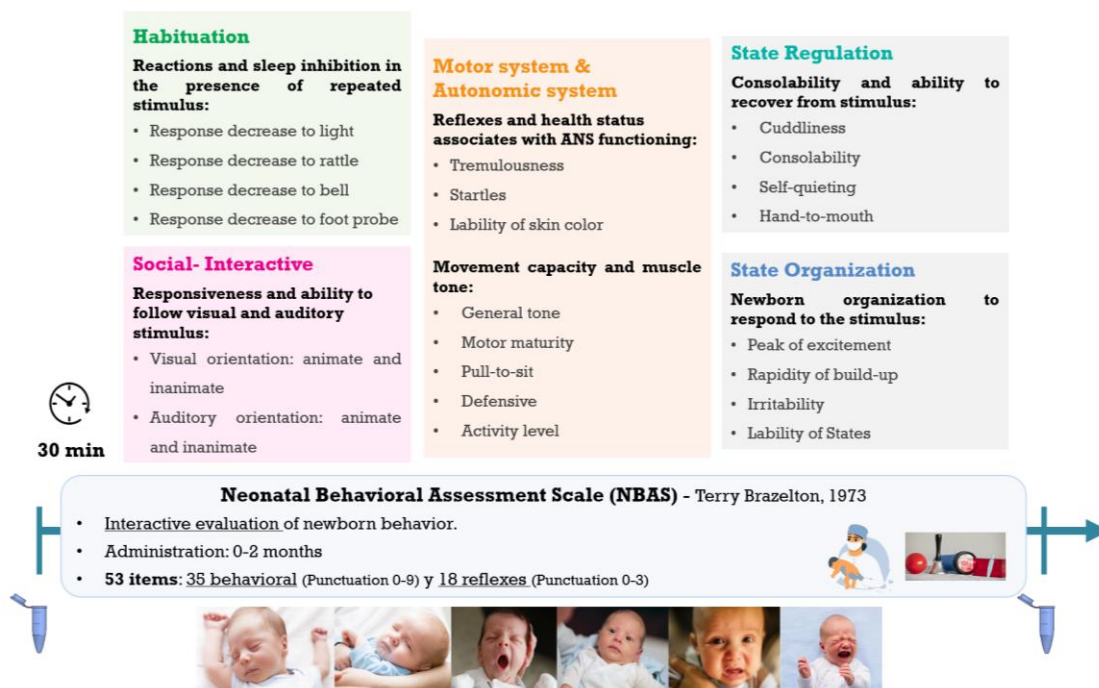 Habituation
Reactions and sleep inhibition in
the presence of repeated
stimulus:
• Response decrease to light
• Response decrease to rattle
• Response decrease to bell
• Response decrease to foot probe
Social- Interactive
Responsiveness and ability to
follow visual and auditory
stimulus:
• Visual orientation: animate and
inanimate
• Auditory orientation: animate
and inanimate
Motor system &
Autonomic system
Reflexes and health status
associates with ANS functioning:
• Tremulousness
• Startles
• Lability of skin color
Movement capacity and muscle
tone:
• General tone
• Motor maturity
• Pull-to-sit
• Defensive
• Activity level
State Regulation
Consolability and ability to
recover from stimulus:
• Cuddliness
• Consolability
• Self-quieting
• Hand-to-mouth
State Organization
Newborn organization to
respond to the stimulus:
• Peak of excitement
• Rapidity of build-up
• Irritability
• Lability of States
30 min
Neonatal Behavioral Assessment Scale (NBAS) - Terry Brazelton, 1973
• Interactive evaluation of newborn behavior.
• Administration: 0-2 months
• 53 items: 35 behavioral (Punctuation 0-9) y 18 reflexes (Punctuation 0-3)